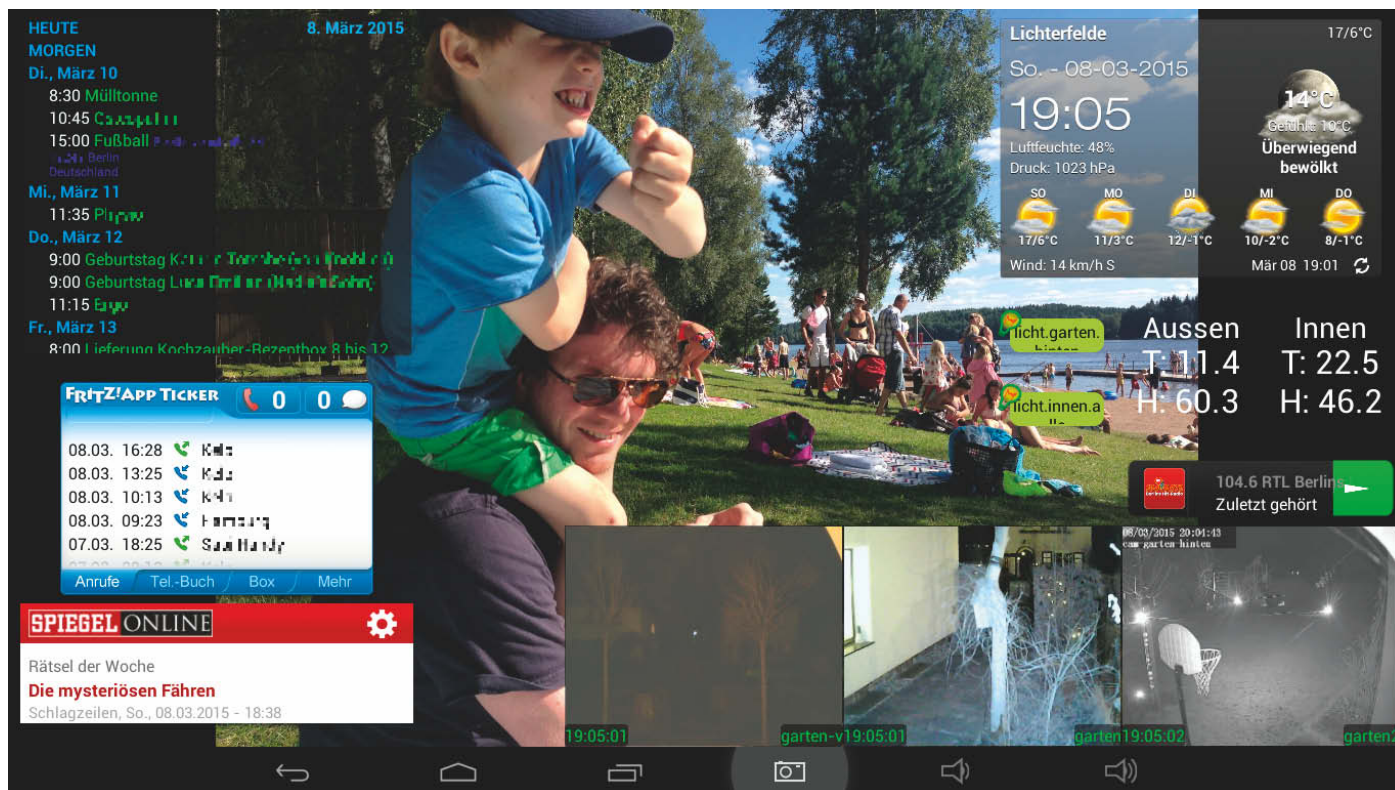 HEUTE
8. März 2015
MORGEN
Di., März 10
8:30 Mülltonne
10:45
15:00 Fußball
Berlin
Deutschland
Mi., März 11
11:35
Do., März 12
9:00 Geburtstag
9:00 Geburtstag
11:15
Fr., März 13
8:00 Lieferung Kochzauber-Rezeptbox 8 bis 12
FRITZ!APP TICKER
0
0
08.03. 16:28
08.03. 13:25
08.03. 10:13
08.03. 09:23
07.03. 18:25
Anrufe Tel.-Buch Box Mehr
SPIEGEL ONLINE
Rätsel der Woche
Die mysteriösen Fähren
Schlagzeilen, So., 08.03.2015 - 18:38
Lichterfelde
17/6°C
So. - 08-03-2015
19:05
14°C
Gefühlt: 10°C
Luftfeuchte: 48%
Druck: 1023 hPa
Überwiegend
bewölkt
SO MO DI MI DO
17/6°C 11/3°C 12/-1°C 10/-2°C 8/-1°C
Wind: 14 km/h S
Mär 08 19:01
licht.garten.
hinten
licht.innen.a
Aussen Innen
T: 11.4 T: 22.5
H: 60.3 H: 46.2
104.6 RTL Berlins
Zuletzt gehört
08/03/2015 20:04:43
cam-garten-hinten
19:05:01 garten-v
19:05:01 garten
19:05:02 garten2